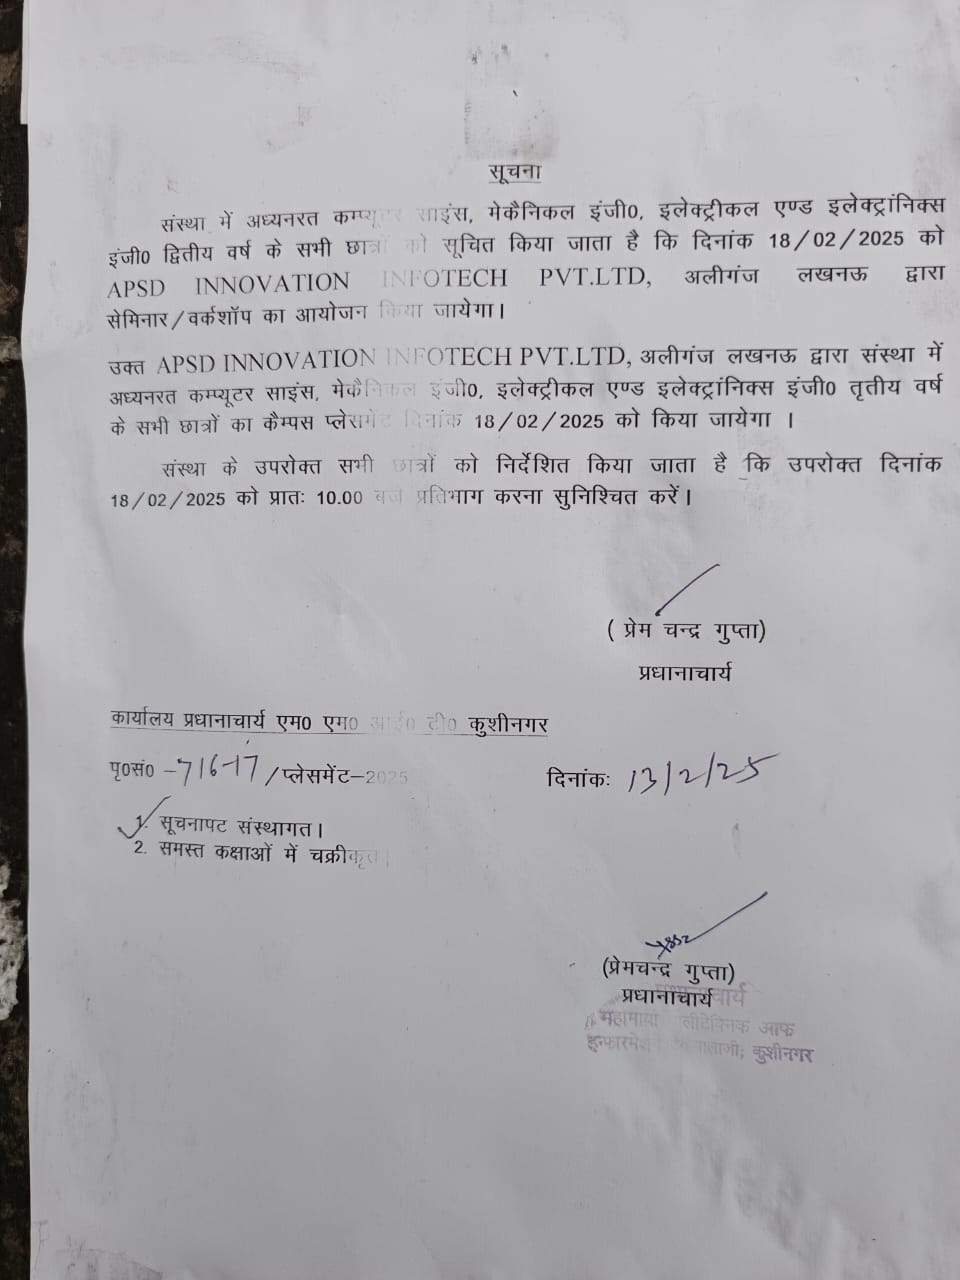 सूचना
संस्था में अध्यनरत कम्प्यूटर साइंस, मेकैनिकल इंजी0, इलेक्ट्रीकल एण्ड इलेक्ट्रांनिक्स
इंजी0 द्वितीय वर्ष के सभी छात्रों को सूचित किया जाता है कि दिनांक 18/02/2025 को
APSD INNOVATION INFOTECH PVT.LTD, अलीगंज लखनऊ द्वारा
सेमिनार/वर्कशॉप का आयोजन किया जायेगा।
उक्त APSD INNOVATION INFOTECH PVT.LTD, अलीगंज लखनऊ द्वारा संस्था में
अध्यनरत कम्प्यूटर साइंस, मेकैनिकल इंजी0, इलेक्ट्रीकल एण्ड इलेक्ट्रांनिक्स इंजी0 तृतीय वर्ष
के सभी छात्रों का कैम्पस प्लेसमेंट दिनांक 18/02/2025 को किया जायेगा ।
संस्था के उपरोक्त सभी छात्रों को निर्देशित किया जाता है कि उपरोक्त दिनांक
18/02/2025 को प्रातः 10.00 बजे प्रतिभाग करना सुनिश्चित करें।
( प्रेम चन्द्र गुप्ता)
प्रधानाचार्य
कार्यालय प्रधानाचार्य एम0 एम0 आई0 टी0 कुशीनगर
पृ0सं0 -716-17 /प्लेसमेंट-2025 दिनांकः 13/2/25
1. सूचनापट संस्थागत।
2. समस्त कक्षाओं में चक्रीकृत।
(प्रेमचन्द्र गुप्ता)
प्रधानाचार्य
प्रधानाचार्य
महामाया आफ
कुशीनगर